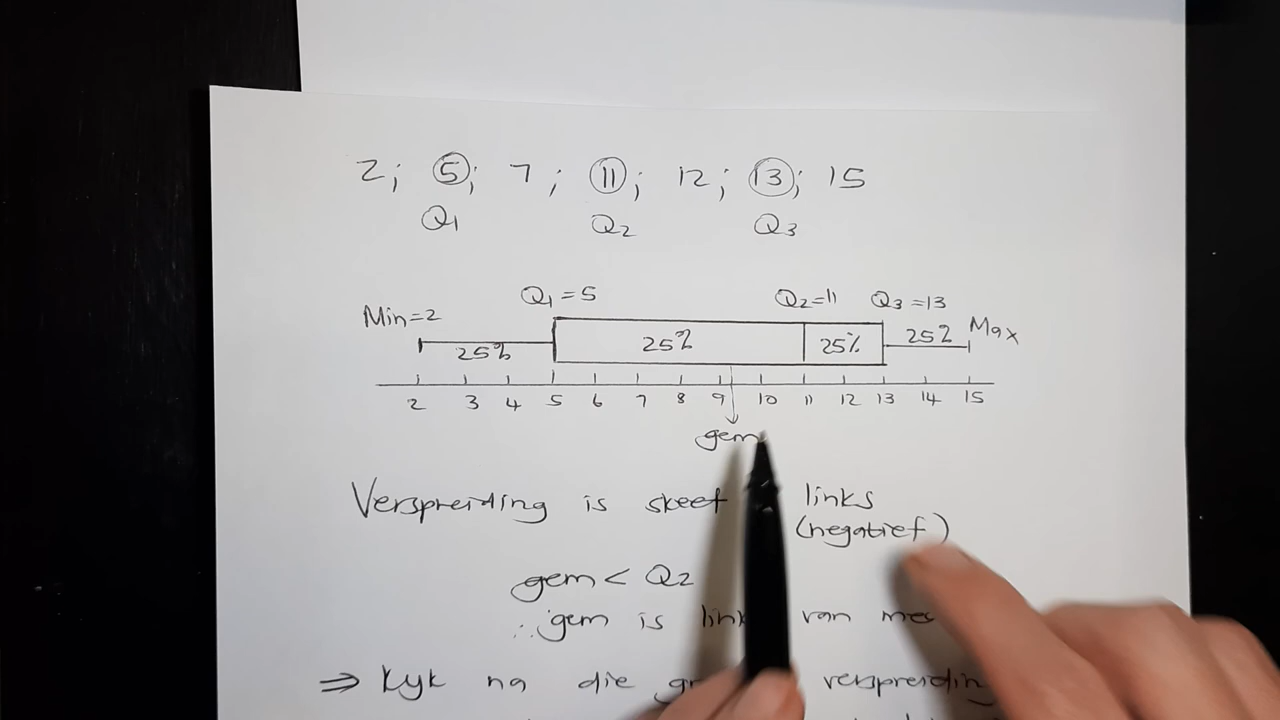 2; 5; 7; 11; 12; 13; 15
Q1 Q2 Q3
Q1=5 Q2=11 Q3=13
Min=2 Max
25% 25% 25% 25%
2 3 4 5 6 7 8 9 10 11 12 13 14 15
gem
Verspreiding is skeef links
(negatief)
gem < Q2
∴ gem is van
⇒ Kyk na die